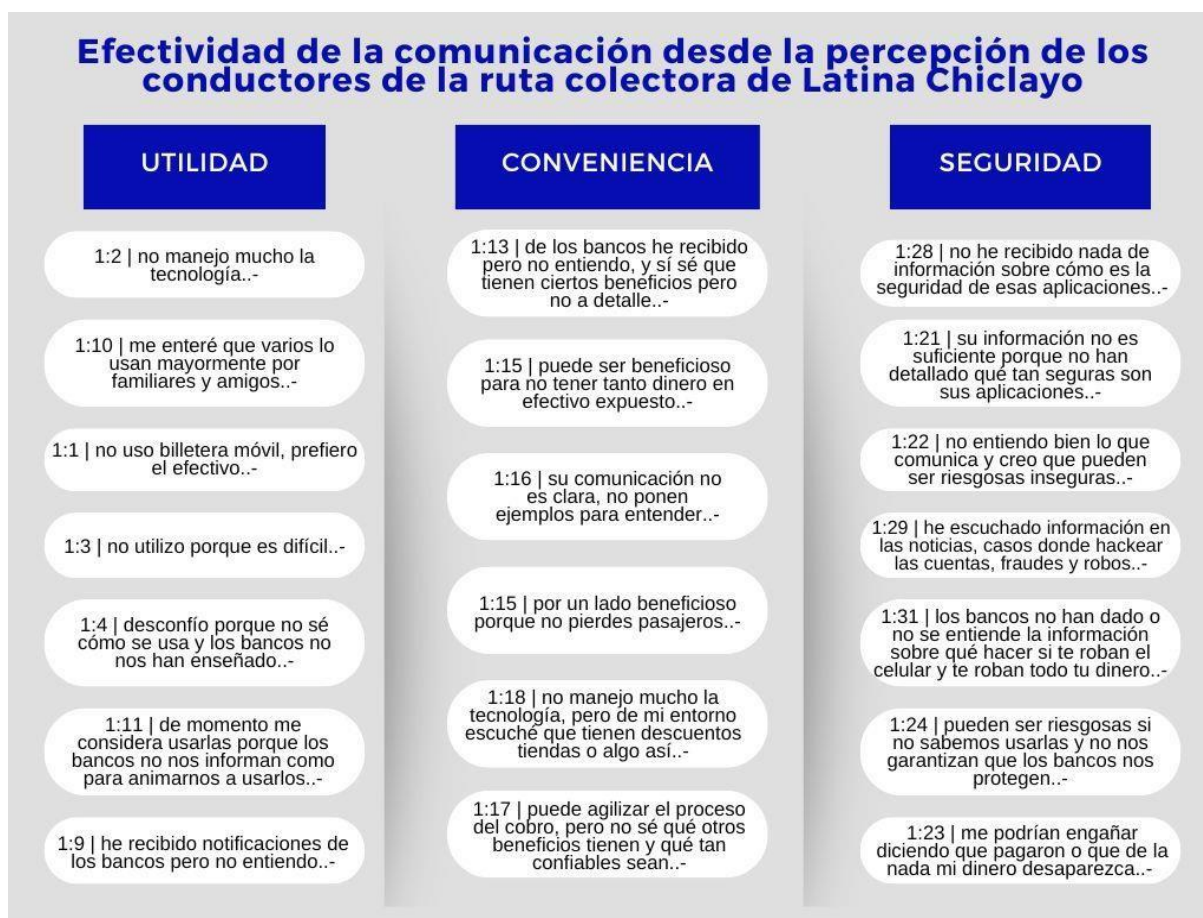 Efectividad de la comunicación desde la percepción de los
conductores de la ruta colectora de Latina Chiclayo
UTILIDAD
1:2 | no manejo mucho la
tecnología..-
1:10 | me enteré que varios lo
usan mayormente por
familiares y amigos..-
1:1 | no uso billetera móvil, prefiero
el efectivo..-
1:3 | no utilizo porque es difícil..-
1:4 | desconfío porque no sé
cómo se usa y los bancos no
nos han enseñado..-
1:11 | de momento me
considera usarlas porque los
bancos no nos informan como
para animarnos a usarlos..-
1:9 | he recibido notificaciones de
los bancos pero no entiendo..-
CONVENIENCIA
1:13 | de los bancos he recibido
pero no entiendo, y sí sé que
tienen ciertos beneficios pero
no a detalle..-
1:15 | puede ser beneficioso
para no tener tanto dinero en
efectivo expuesto..-
1:16 | su comunicación no
es clara, no ponen
ejemplos para entender..-
1:15 | por un lado beneficioso
porque no pierdes pasajeros..-
1:18 | no manejo mucho la
tecnología, pero de mi entorno
escuché que tienen descuentos
tiendas o algo así..-
1:17 | puede agilizar el proceso
del cobro, pero no sé qué otros
beneficios tienen y qué tan
confiables sean..-
SEGURIDAD
1:28 | no he recibido nada de
información sobre cómo es la
seguridad de esas aplicaciones..-
1:21 | su información no es
suficiente porque no han
detallado qué tan seguras son
sus aplicaciones..-
1:22 | no entiendo bien lo que
comunica y creo que pueden
ser riesgosas inseguras..-
1:29 | he escuchado información en
las noticias, casos donde hackear
las cuentas, fraudes y robos..-
1:31 | los bancos no han dado o
no se entiende la información
sobre qué hacer si te roban el
celular y te roban todo tu dinero..-
1:24 | pueden ser riesgosas si
no sabemos usarlas y no nos
garantizan que los bancos nos
protegen..-
1:23 | me podrían engañar
diciendo que pagaron o que de la
nada mi dinero desaparezca..-